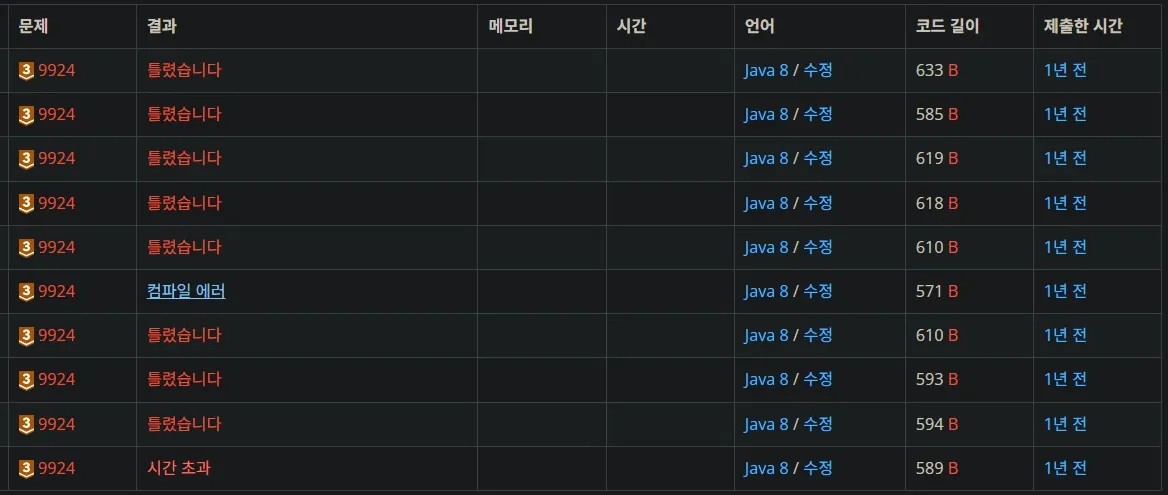 문제 결과 메모리 시간 언어 코드 길이 제출한 시간
3 9924 틀렸습니다 Java 8 / 수정 633 B 1년 전
3 9924 틀렸습니다 Java 8 / 수정 585 B 1년 전
3 9924 틀렸습니다 Java 8 / 수정 619 B 1년 전
3 9924 틀렸습니다 Java 8 / 수정 618 B 1년 전
3 9924 틀렸습니다 Java 8 / 수정 610 B 1년 전
3 9924 컴파일 에러 Java 8 / 수정 571 B 1년 전
3 9924 틀렸습니다 Java 8 / 수정 610 B 1년 전
3 9924 틀렸습니다 Java 8 / 수정 593 B 1년 전
3 9924 틀렸습니다 Java 8 / 수정 594 B 1년 전
3 9924 시간 초과 Java 8 / 수정 589 B 1년 전